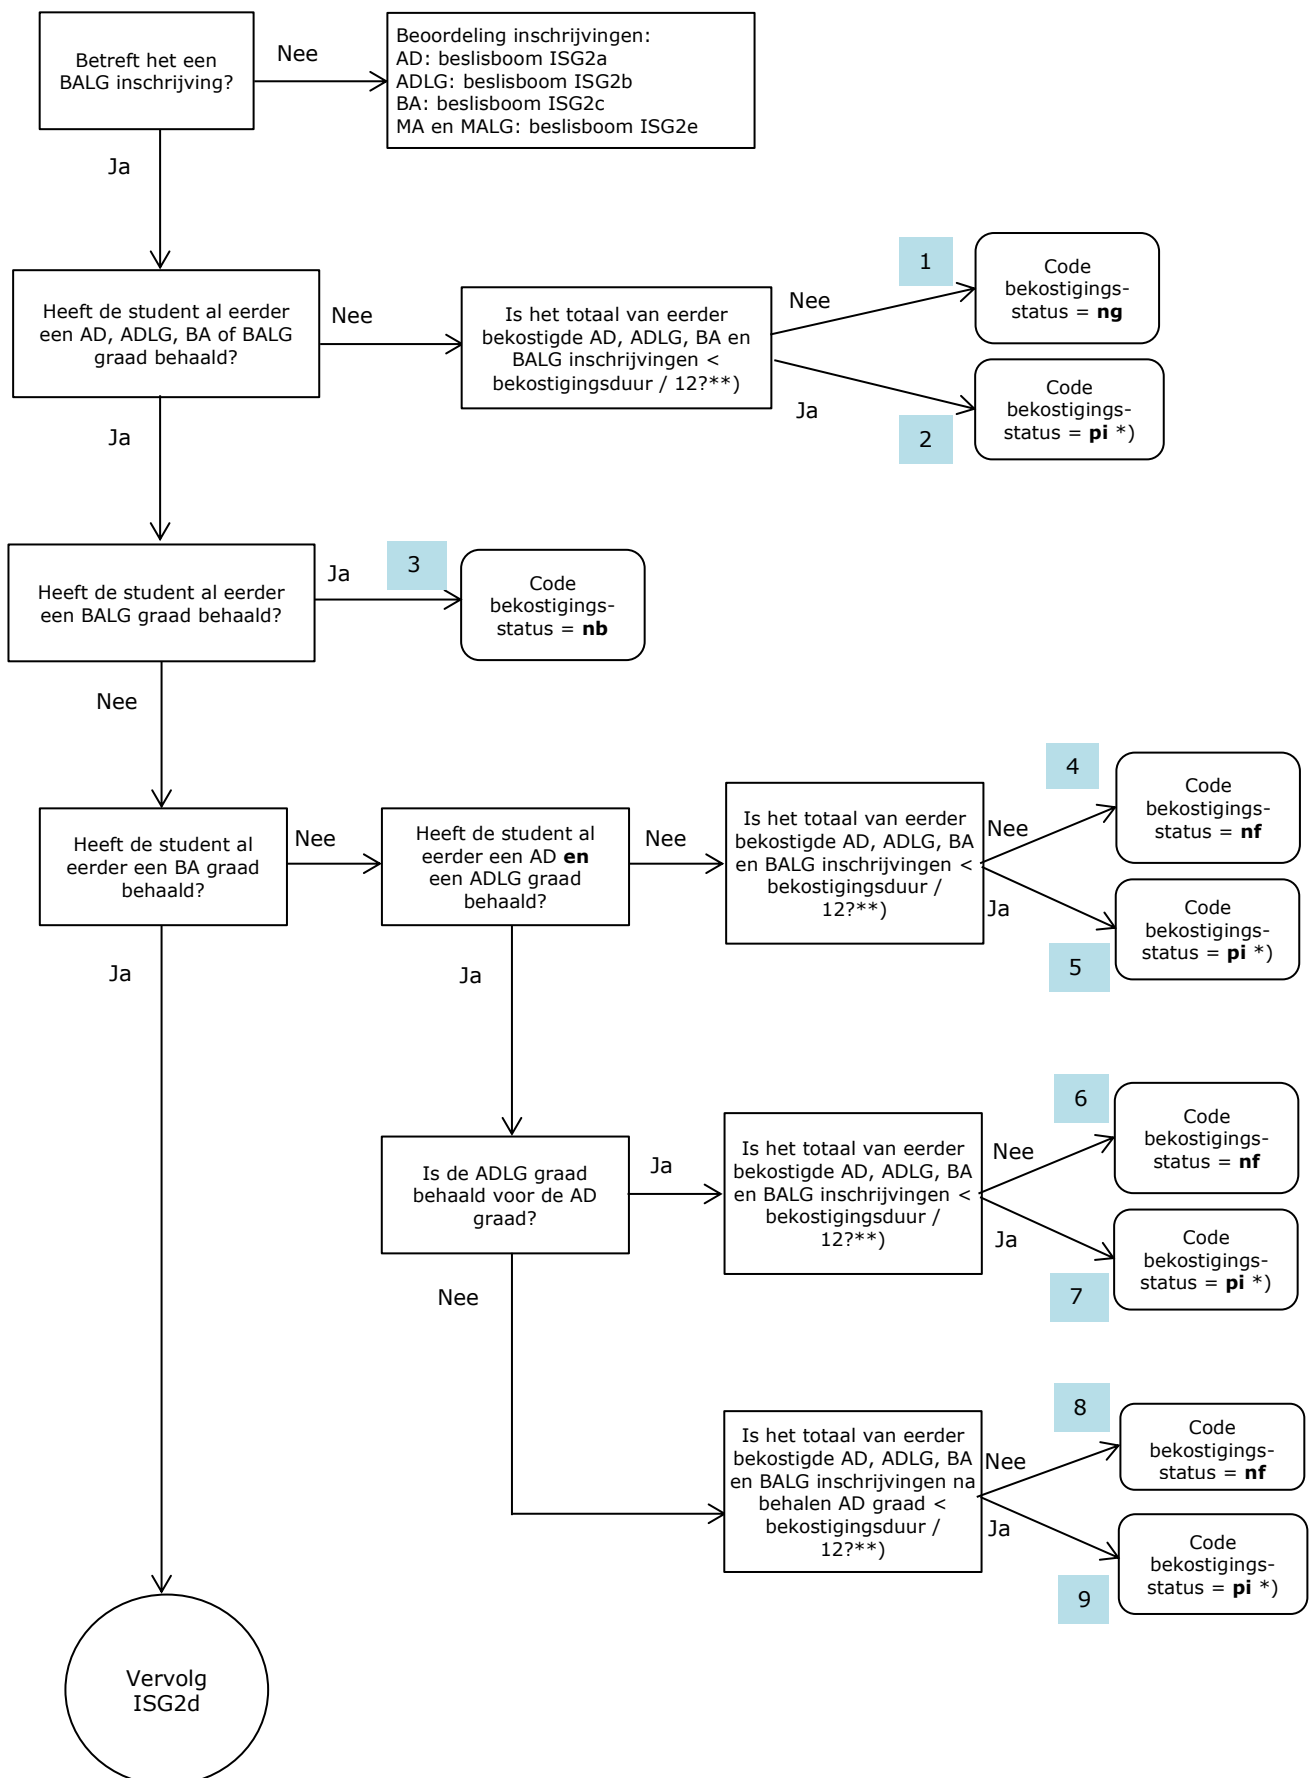 Betreft het een
BALG inschrijving?
Nee
Beoordeling inschrijvingen:
AD: beslisboom ISG2a
ADLG: beslisboom ISG2b
BA: beslisboom ISG2c
MA en MALG: beslisboom ISG2e
Ja
Heeft de student al eerder
een AD, ADLG, BA of BALG
graad behaald?
Nee
Is het totaal van eerder
bekostigde AD, ADLG, BA en
BALG inschrijvingen <
bekostigingsduur / 12?**)
Nee
1
Code
bekostigings-
status = ng
Ja
2
Code
bekostigings-
status = pi *)
Ja
Heeft de student al eerder
een BALG graad behaald?
Ja
3
Code
bekostigings-
status = nb
Nee
Heeft de student al
eerder een BA graad
behaald?
Nee
Heeft de student al
eerder een AD en
een ADLG graad
behaald?
Nee
Is het totaal van eerder
bekostigde AD, ADLG, BA
en BALG inschrijvingen <
bekostigingsduur /
12?**)
Nee
4
Code
bekostigings-
status = nf
Ja
5
Code
bekostigings-
status = pi *)
Ja
Ja
Is de ADLG graad
behaald voor de AD
graad?
Ja
Is het totaal van eerder
bekostigde AD, ADLG, BA
en BALG inschrijvingen <
bekostigingsduur /
12?**)
Nee
6
Code
bekostigings-
status = nf
Ja
7
Code
bekostigings-
status = pi *)
Nee
Is het totaal van eerder
bekostigde AD, ADLG, BA
en BALG inschrijvingen na
behalen AD graad <
bekostigingsduur /
12?**)
Nee
8
Code
bekostigings-
status = nf
Ja
9
Code
bekostigings-
status = pi *)
Vervolg
ISG2d